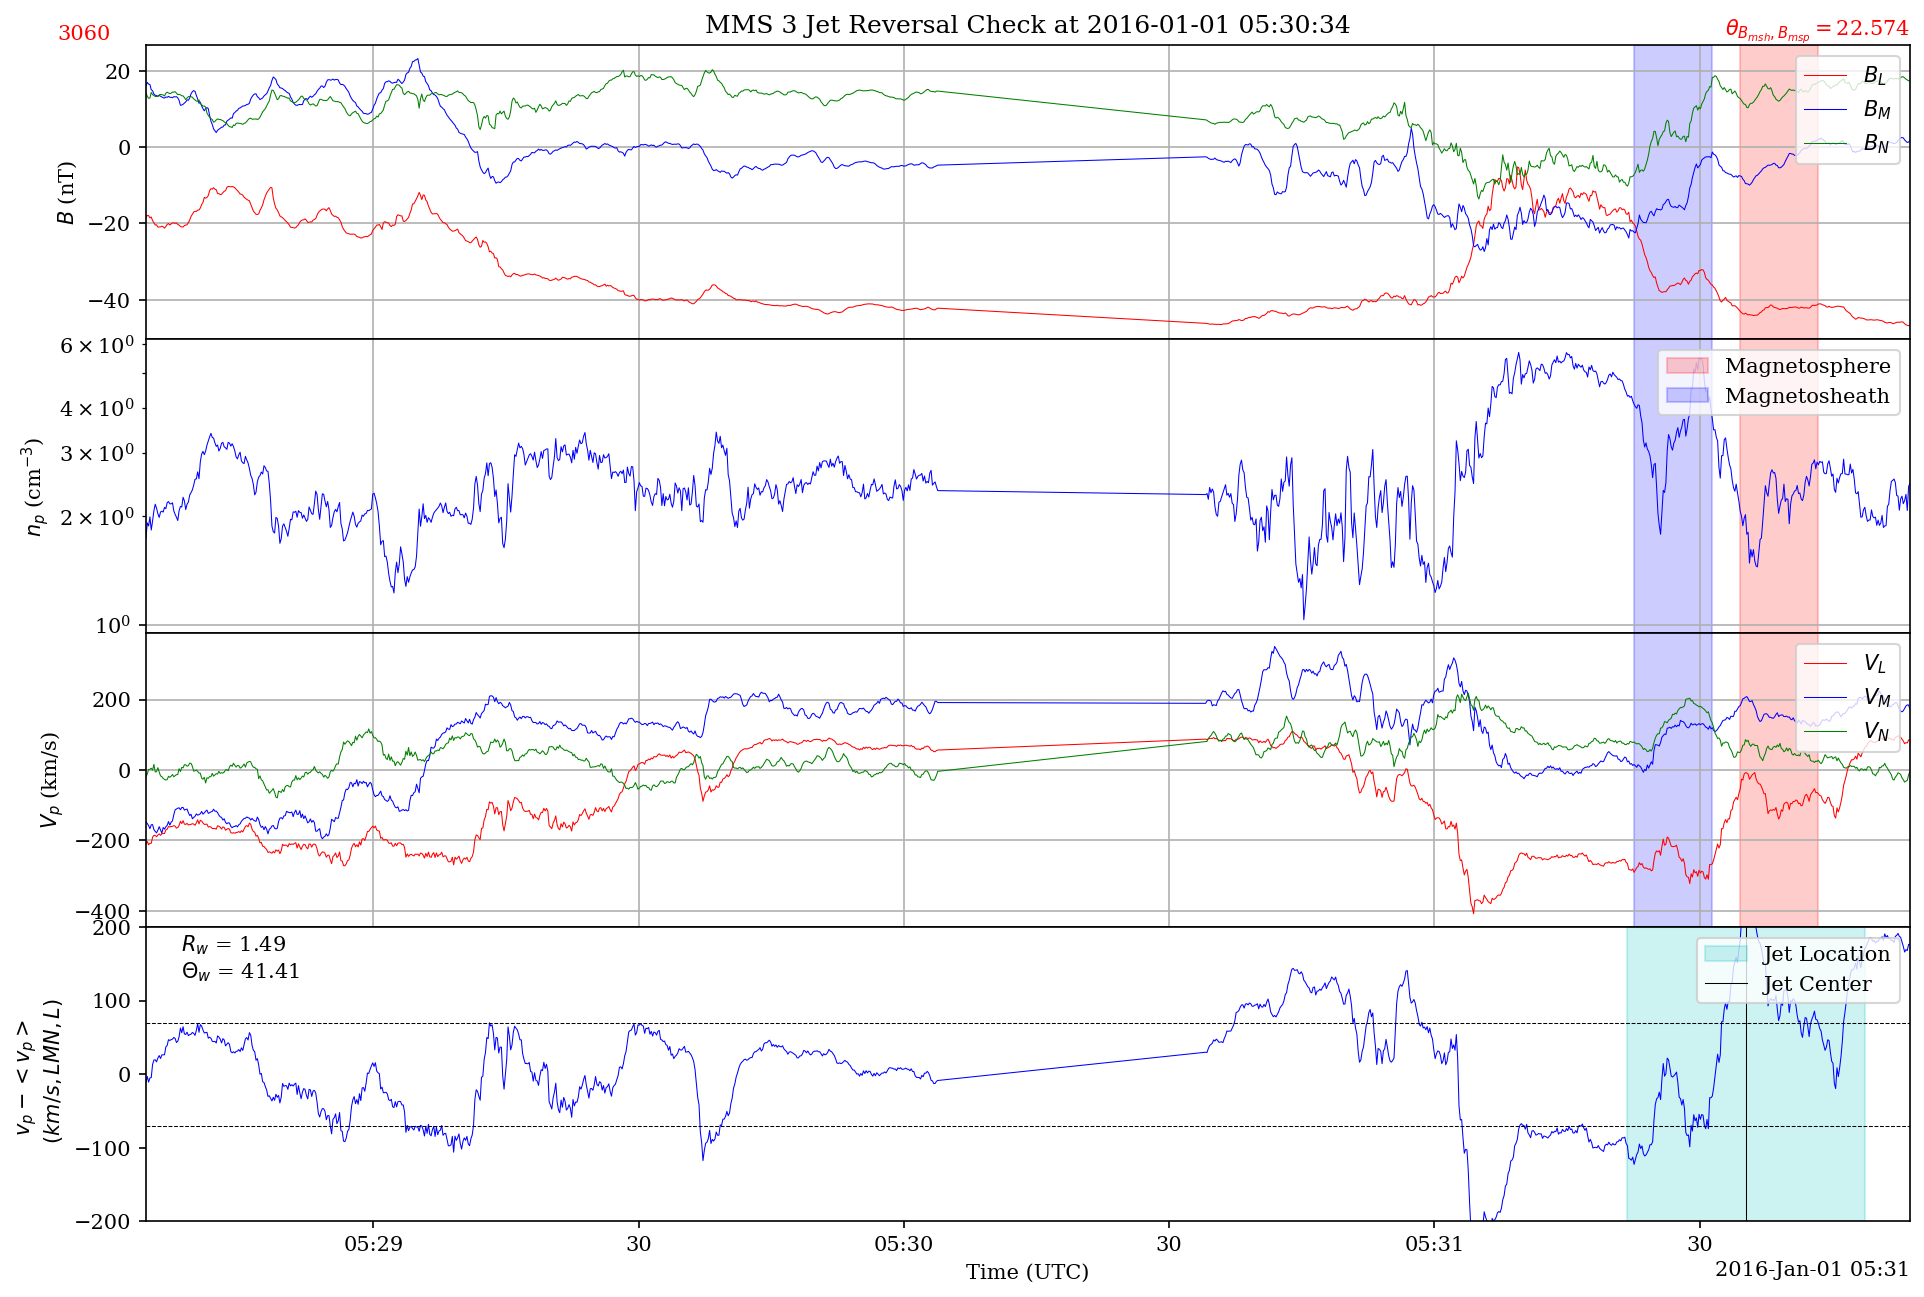 MMS 3 Jet Reversal Check at 2016-01-01 05:30:34
3060
θ_{B_{msh}, B_{msp}} = 22.574
20
0
−20
−40
B (nT)
B_L
B_M
B_N
6 × 10^0
4 × 10^0
3 × 10^0
2 × 10^0
10^0
n_p (cm^{−3})
Magnetosphere
Magnetosheath
200
0
−200
−400
V_p (km/s)
V_L
V_M
V_N
200
100
0
−100
−200
v_p − < v_p >
(km/s, LMN, L)
R_w = 1.49
Θ_w = 41.41
Jet Location
Jet Center
05:29
30
05:30
30
05:31
30
Time (UTC)
2016-Jan-01 05:31